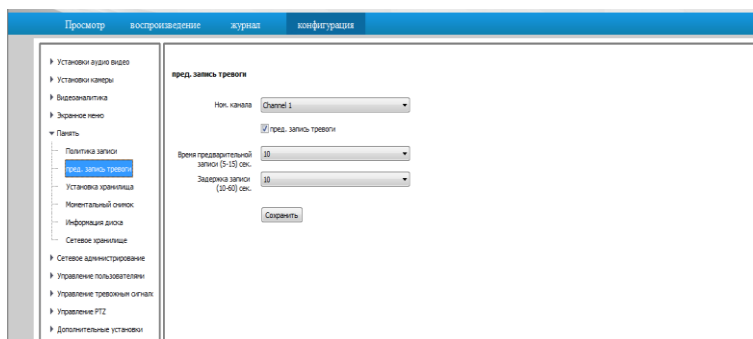 Просмотр воспроизведение журнал конфигурация
Установки аудио видео
Установки камеры
Видеоаналитика
Экранное меню
Память
Политика записи
пред. запись тревоги
Установка хранилища
Моментальный снимок
Информация диска
Сетевое хранилище
Сетевое администрирование
Управление пользователями
Управление тревожным сигнало
Управление PTZ
Дополнительные установки
пред. запись тревоги
Ном. канала Channel 1
пред. запись тревоги
Время предварительной 10
записи (5-15) сек.
Задержка записи 10
(10-60) сек.
Сохранить